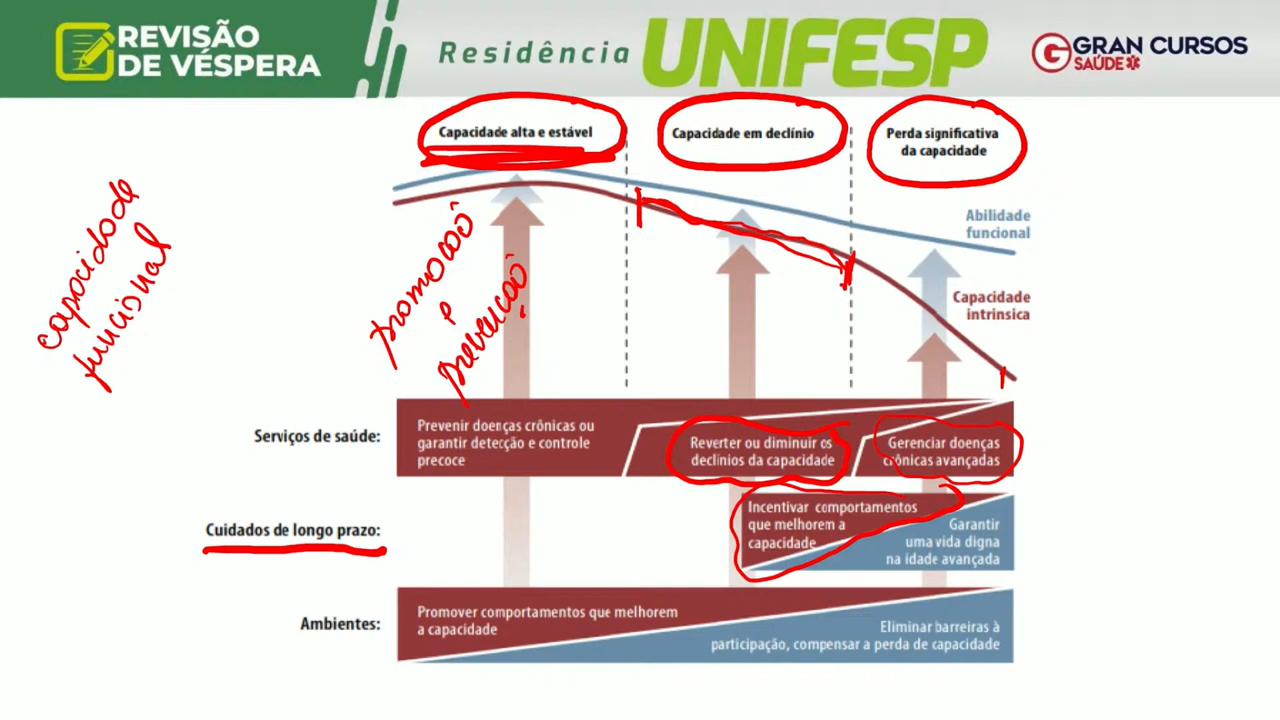 REVISÃO
DE VÉSPERA
Residência UNIFESP
GRAN CURSOS
SAÚDE
Capacidade alta e estável
Capacidade em declínio
Perda significativa
da capacidade
capacidade
funcional
promoção
e
prevenção
Abilidade
funcional
Capacidade
intrínsica
Serviços de saúde:
Prevenir doenças crônicas ou
garantir detecção e controle
precoce
Reverter ou diminuir os
declínios da capacidade
Gerenciar doenças
crônicas avançadas
Cuidados de longo prazo:
Incentivar comportamentos
que melhorem a
capacidade
Garantir
uma vida digna
na idade avançada
Ambientes:
Promover comportamentos que melhorem
a capacidade
Eliminar barreiras à
participação, compensar a perda de capacidade